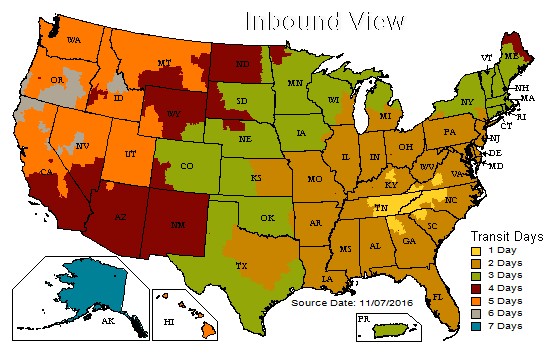 Inbound View
WA
OR
CA
NV
ID
MT
WY
UT
AZ
NM
CO
ND
SD
NE
KS
OK
TX
MN
IA
MO
AR
LA
WI
IL
IN
MI
OH
KY
TN
MS
AL
GA
FL
SC
NC
VA
WV
PA
NY
VT
ME
NH
MA
RI
CT
NJ
DE
MD
AK
HI
PR
Source Date: 11/07/2016
Transit Days
1 Day
2 Days
3 Days
4 Days
5 Days
6 Days
7 Days